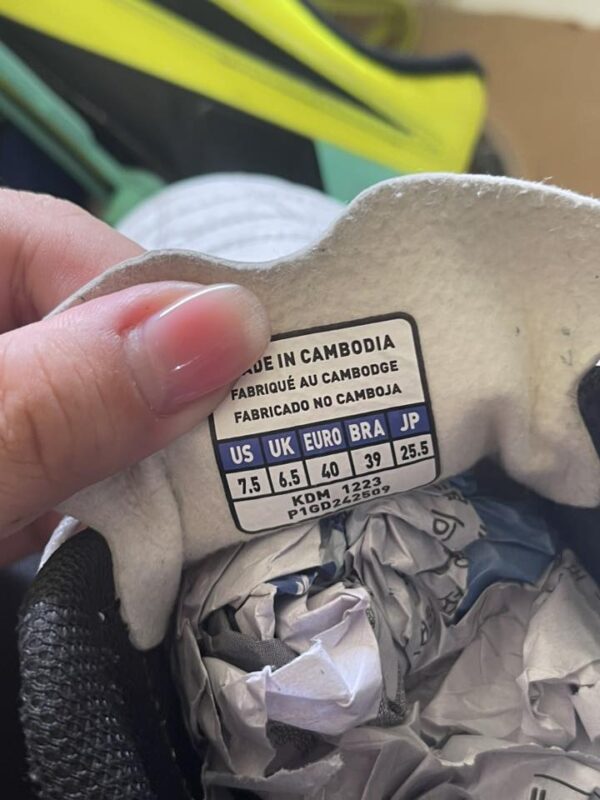 ADE IN CAMBODIA
FABRIQUÉ AU CAMBODGE
FABRICADO NO CAMBOJA
US UK EURO BRA JP
7.5 6.5 40 39 25.5
KDM 1223
P1GD242509